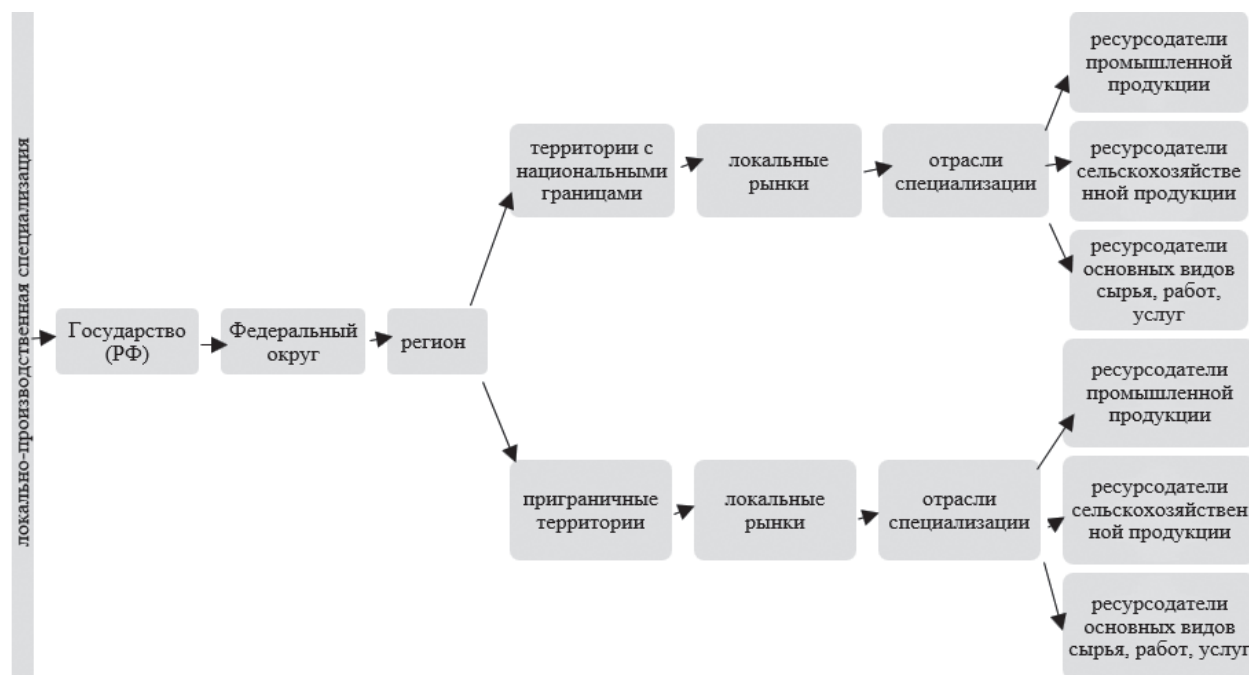 локально-производственная специализация
Государство
(РФ)
Федеральный
округ
регион
территории с
национальными
границами
локальные
рынки
отрасли
специализации
ресурсодатели
промышленной
продукции
ресурсодатели
сельскохозяйстве
нной продукции
ресурсодатели
основных видов
сырья, работ,
услуг
приграничные
территории
локальные
рынки
отрасли
специализации
ресурсодатели
промышленной
продукции
ресурсодатели
сельскохозяйствен
ной продукции
ресурсодатели
основных видов
сырья, работ, услуг